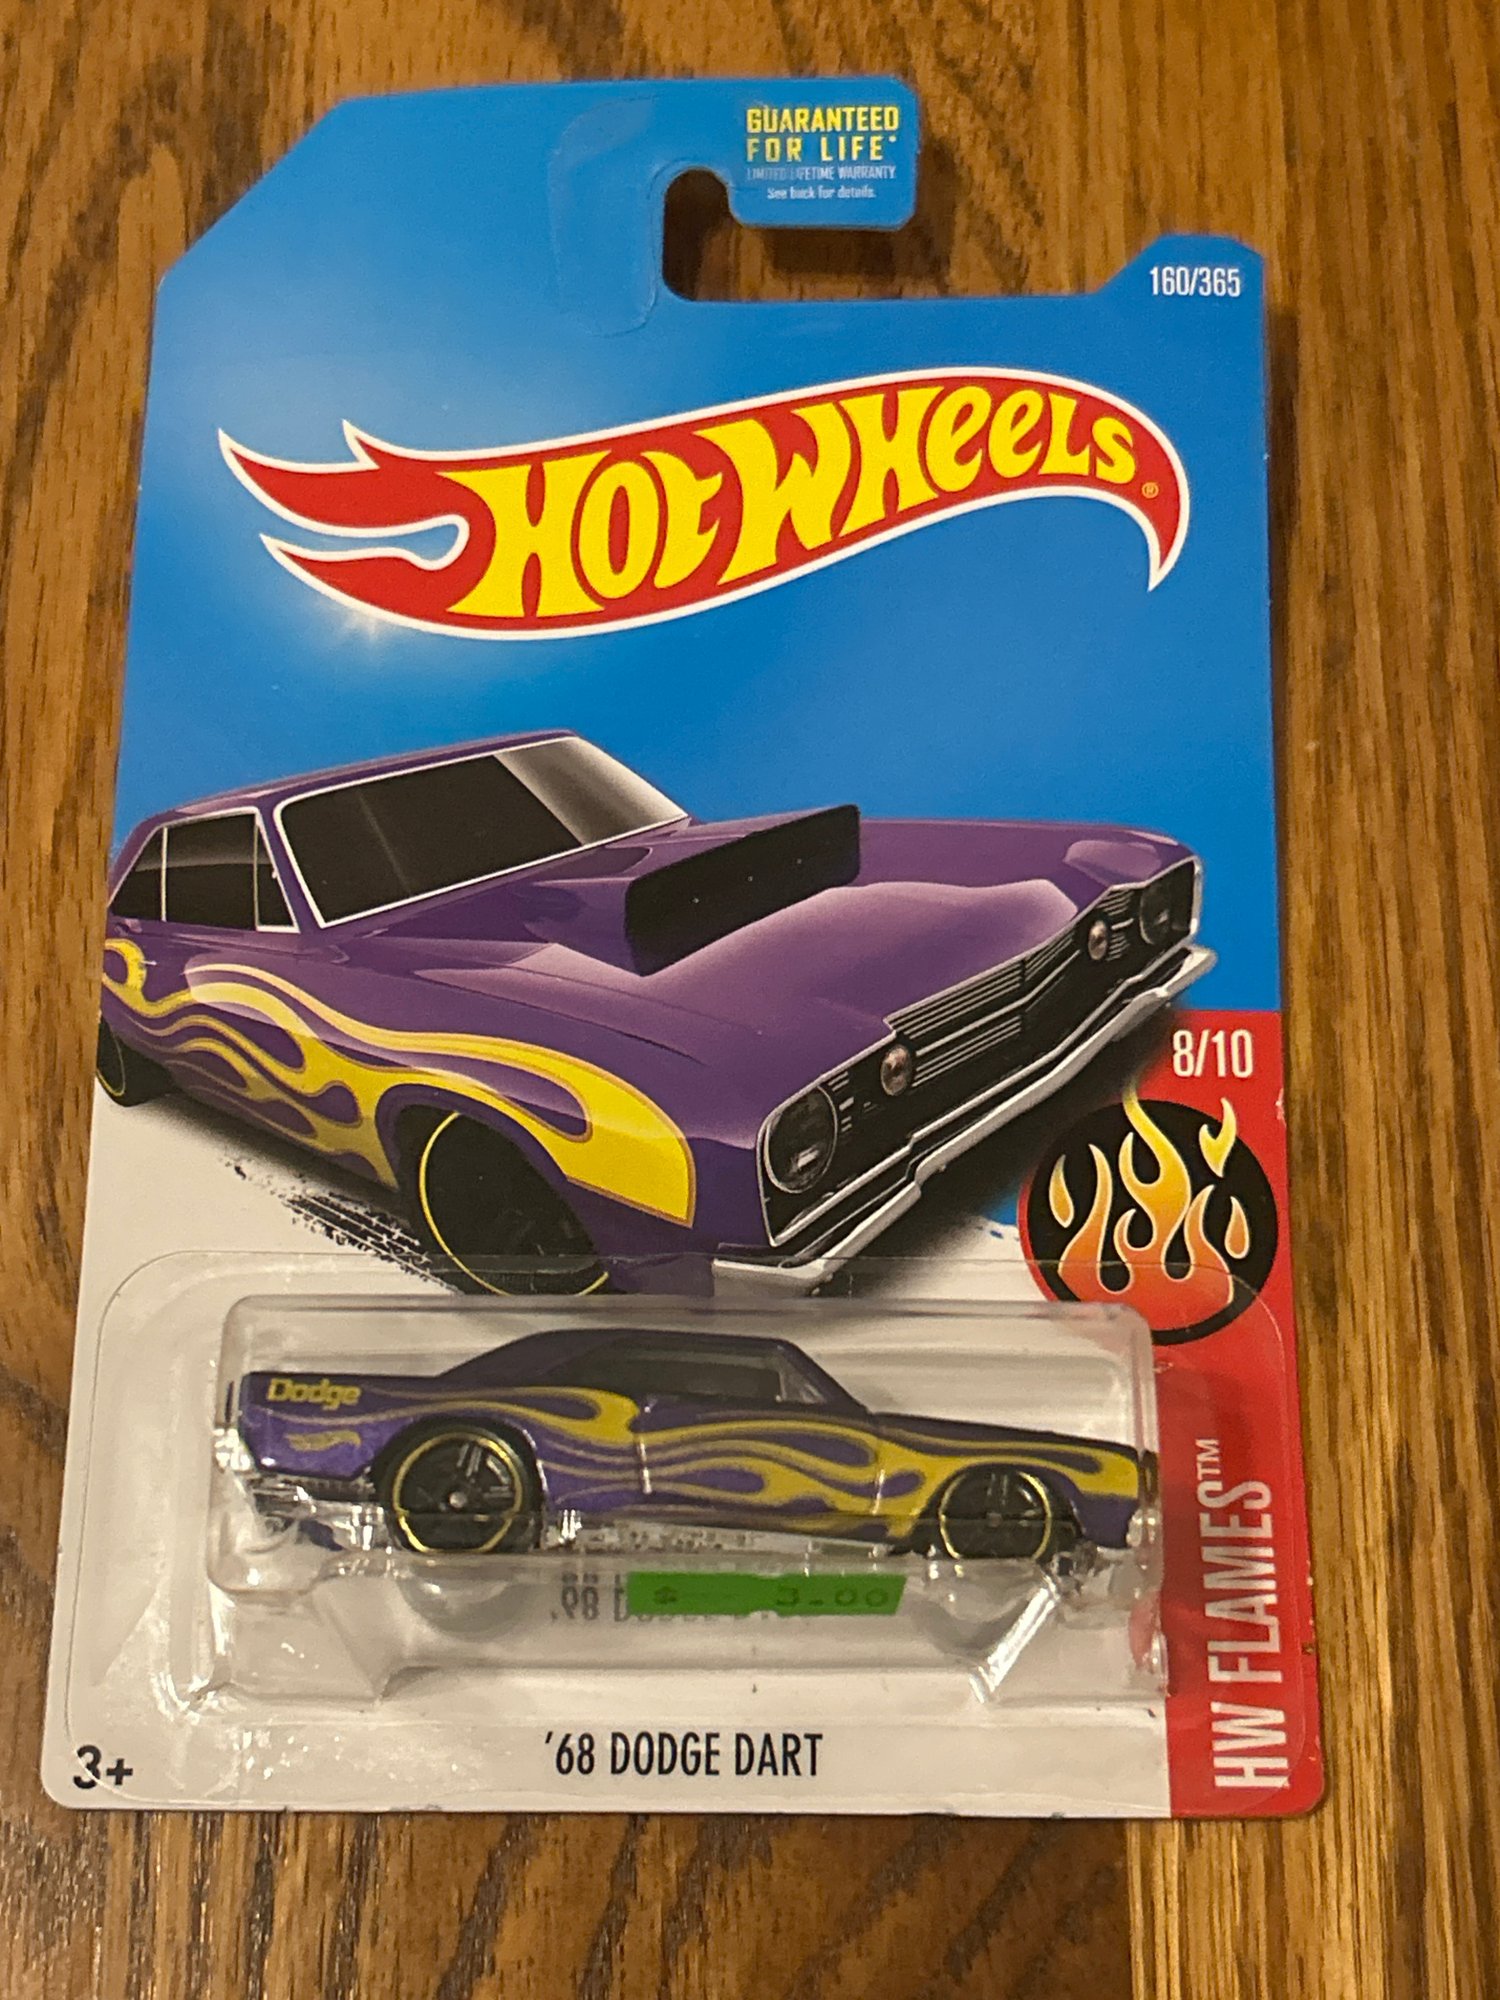 GUARANTEED
FOR LIFE*
LIMITED LIFETIME WARRANTY
See back for details.
160/365
HOT WHEELS®
8/10
Dodge
$ 3.00
HW FLAMES™
'68 DODGE DART
3+